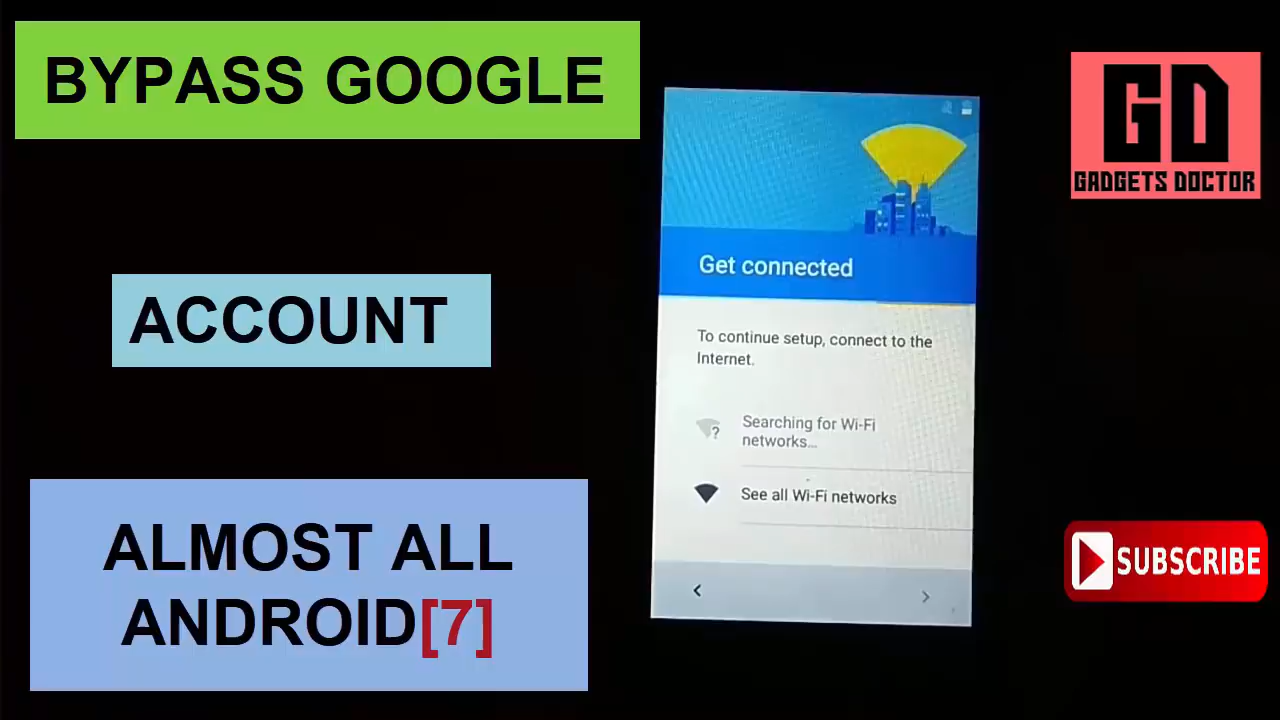 BYPASS GOOGLE
ACCOUNT
ALMOST ALL
ANDROID[7]
Get connected
To continue setup, connect to the
Internet.
?
Searching for Wi-Fi
networks...
See all Wi-Fi networks
GD
GADGETS DOCTOR
SUBSCRIBE